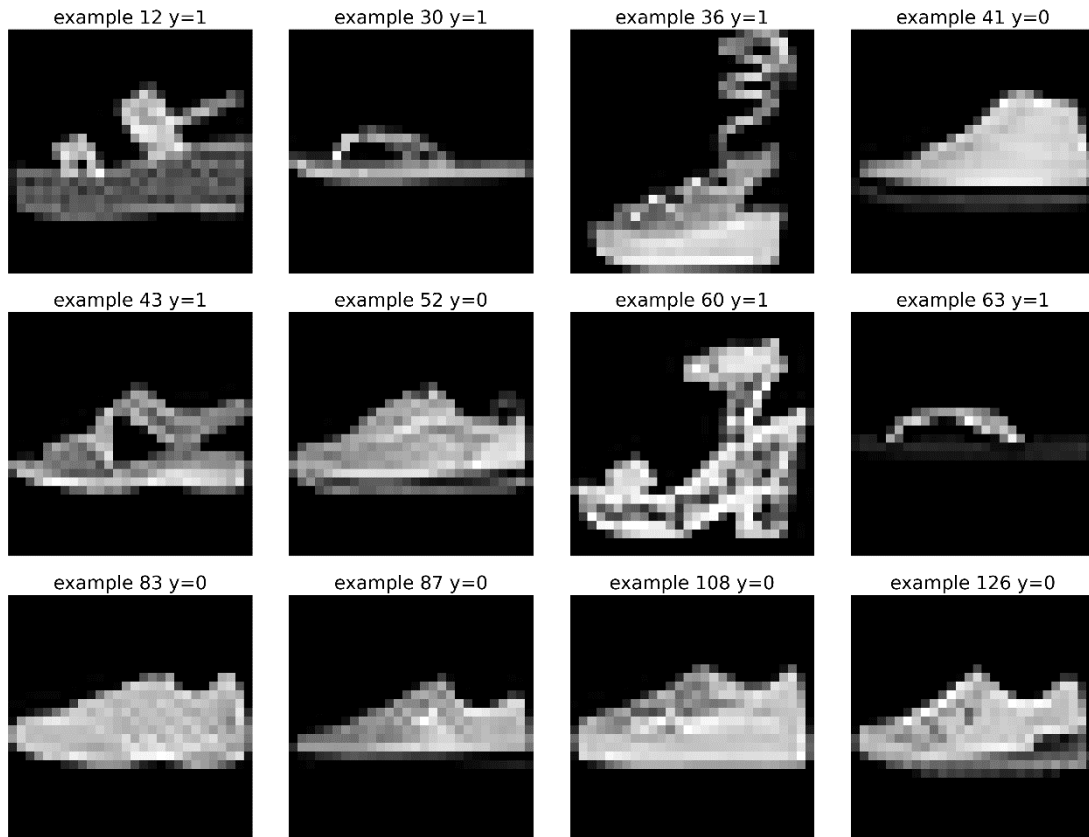 example 12 y=1
example 30 y=1
example 36 y=1
example 41 y=0
example 43 y=1
example 52 y=0
example 60 y=1
example 63 y=1
example 83 y=0
example 87 y=0
example 108 y=0
example 126 y=0